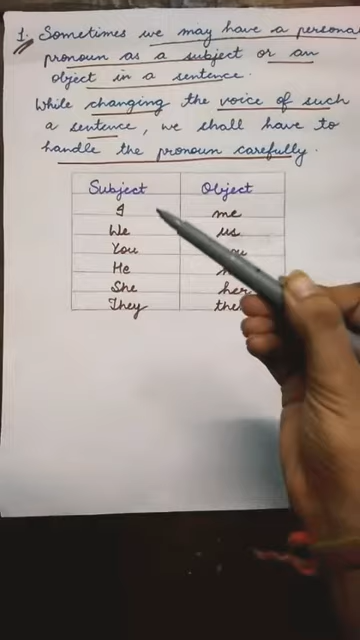 1. Sometimes we may have a personal
pronoun as a subject or an
object in a sentence.
While changing the voice of such
a sentence, we shall have to
handle the pronoun carefully.
Subject Object
I me
We us
You
He
She her
They